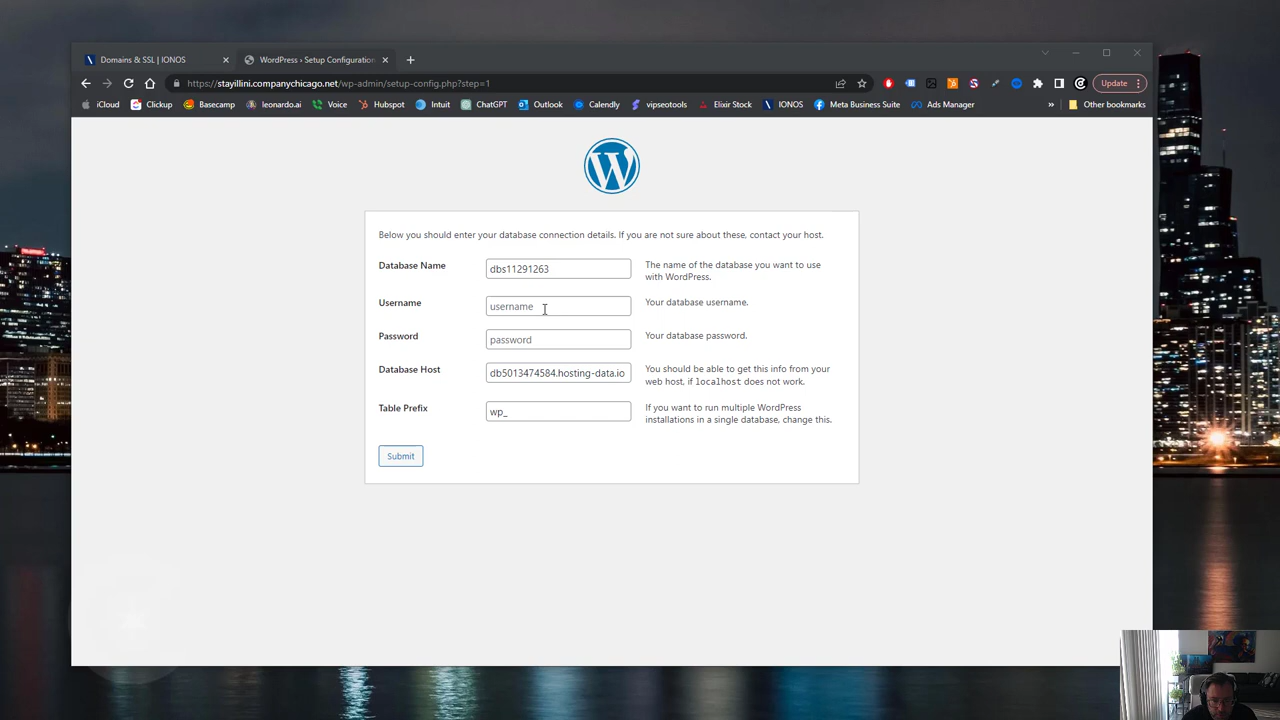 Domains & SSL | IONOS
WordPress › Setup Configuration
https://stayillini.companychicago.net/wp-admin/setup-config.php?step=1
Update
iCloud Clickup Basecamp leonardo.ai Voice Hubspot Intuit ChatGPT Outlook Calendly vipseotools Elixir Stock IONOS Meta Business Suite Ads Manager » Other bookmarks
Below you should enter your database connection details. If you are not sure about these, contact your host.
Database Name
dbs11291263
The name of the database you want to use
with WordPress.
Username
username
Your database username.
Password
password
Your database password.
Database Host
db5013474584.hosting-data.io
You should be able to get this info from your
web host, if localhost does not work.
Table Prefix
wp_
If you want to run multiple WordPress
installations in a single database, change this.
Submit